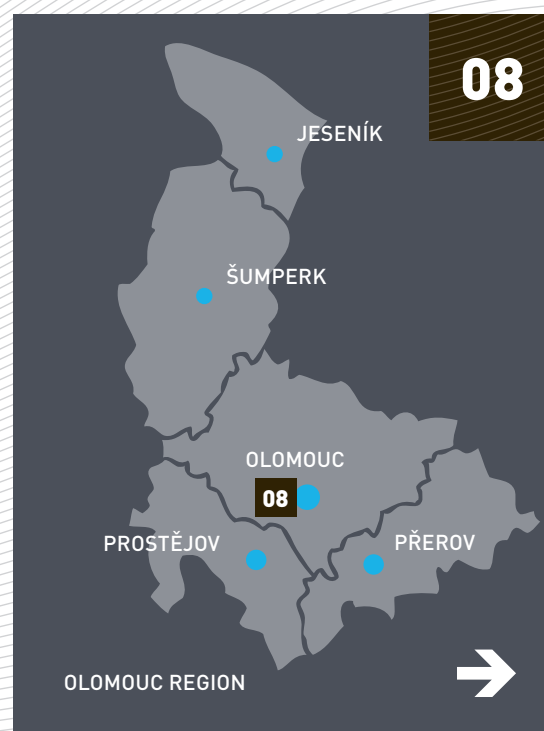 08
JESENÍK
ŠUMPERK
OLOMOUC
08
PROSTĚJOV
PŘEROV
OLOMOUC REGION